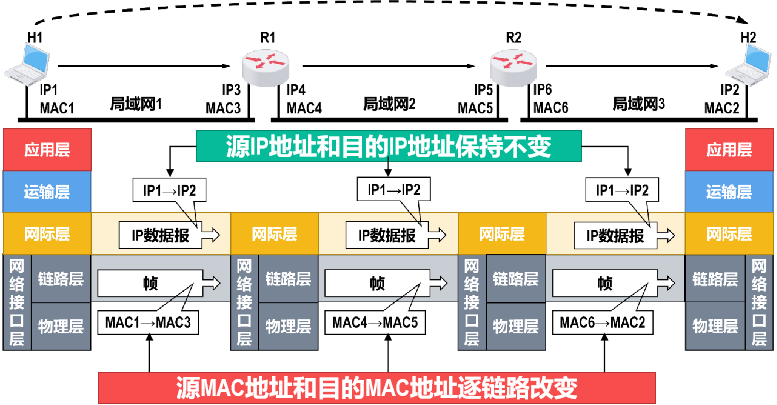 H1
R1
R2
H2
IP1
MAC1
局域网1
IP3
MAC3
IP4
MAC4
局域网2
IP5
MAC5
IP6
MAC6
局域网3
IP2
MAC2
应用层
源IP地址和目的IP地址保持不变
应用层
运输层
IP1→IP2
IP1→IP2
IP1→IP2
运输层
网际层
IP数据报
网际层
IP数据报
网际层
IP数据报
网际层
网络接口层
链路层
帧
网络接口层
链路层
帧
网络接口层
链路层
帧
链路层
网络接口层
物理层
MAC1→MAC3
物理层
MAC4→MAC5
物理层
MAC6→MAC2
物理层
源MAC地址和目的MAC地址逐链路改变